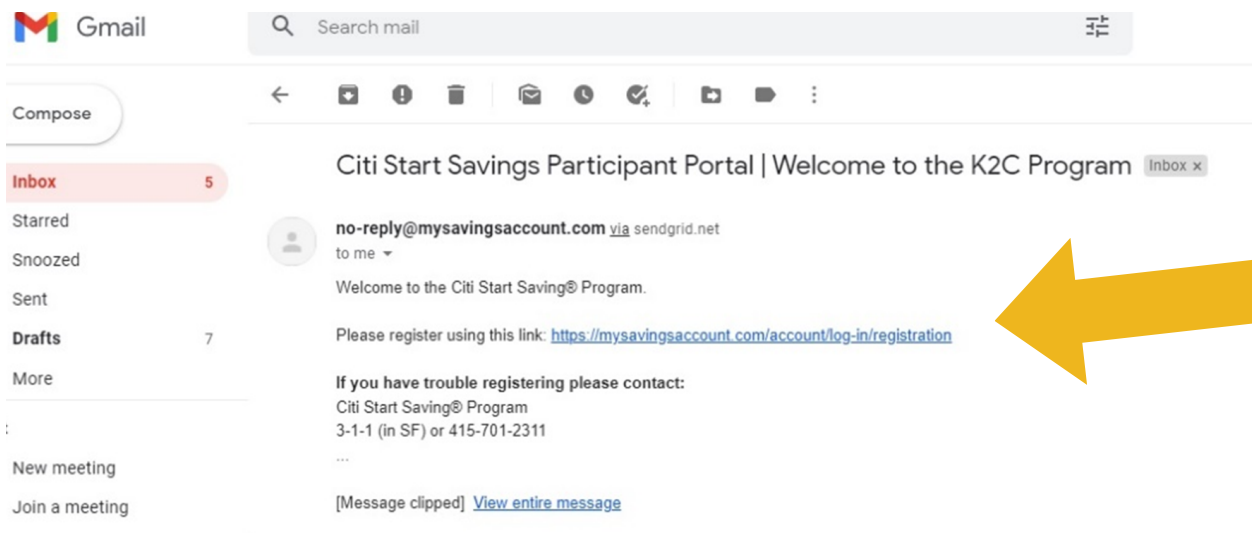 Gmail
Search mail
Compose
Inbox 5
Starred
Snoozed
Sent
Drafts 7
More
New meeting
Join a meeting
Citi Start Savings Participant Portal | Welcome to the K2C Program Inbox x
no-reply@mysavingsaccount.com via sendgrid.net
to me
Welcome to the Citi Start Saving® Program.
Please register using this link: https://mysavingsaccount.com/account/log-in/registration
If you have trouble registering please contact:
Citi Start Saving® Program
3-1-1 (in SF) or 415-701-2311
...
[Message clipped] View entire message